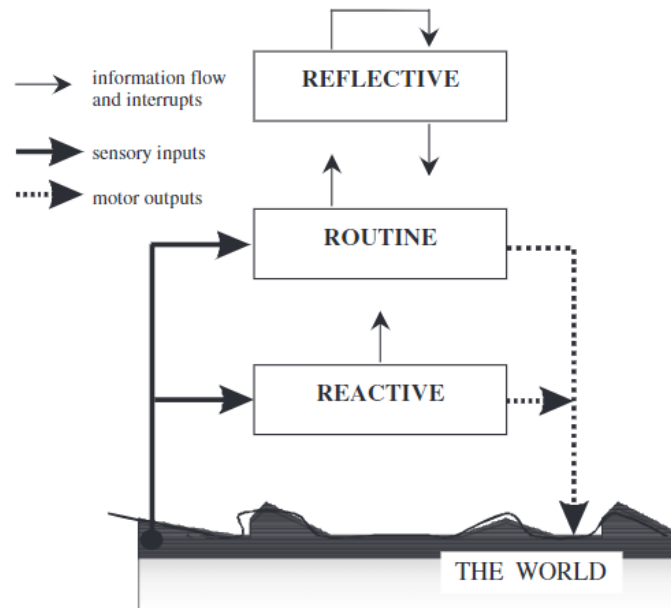 REFLECTIVE
information flow
and interrupts
sensory inputs
motor outputs
ROUTINE
REACTIVE
THE WORLD